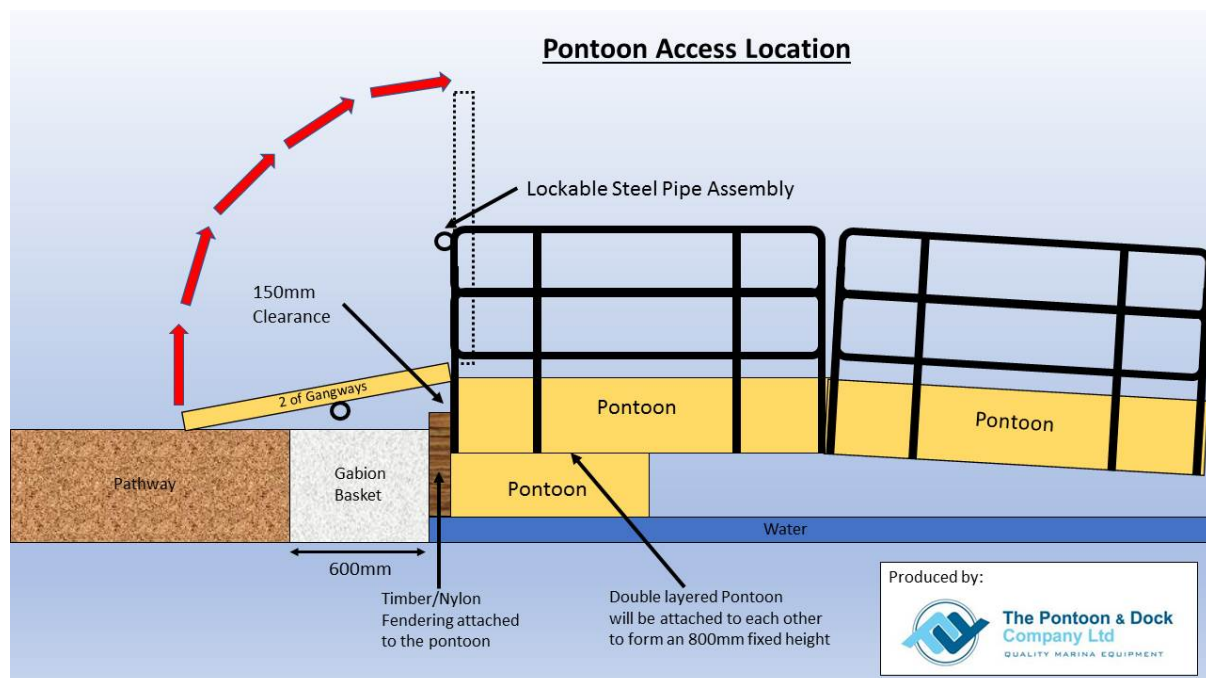 Pontoon Access Location
Lockable Steel Pipe Assembly
150mm
Clearance
2 of Gangways
Pontoon
Pontoon
Pathway
Gabion
Basket
Pontoon
Water
600mm
Timber/Nylon
Fendering attached
to the pontoon
Double layered Pontoon
will be attached to each other
to form an 800mm fixed height
Produced by:
The Pontoon & Dock
Company Ltd
QUALITY MARINA EQUIPMENT